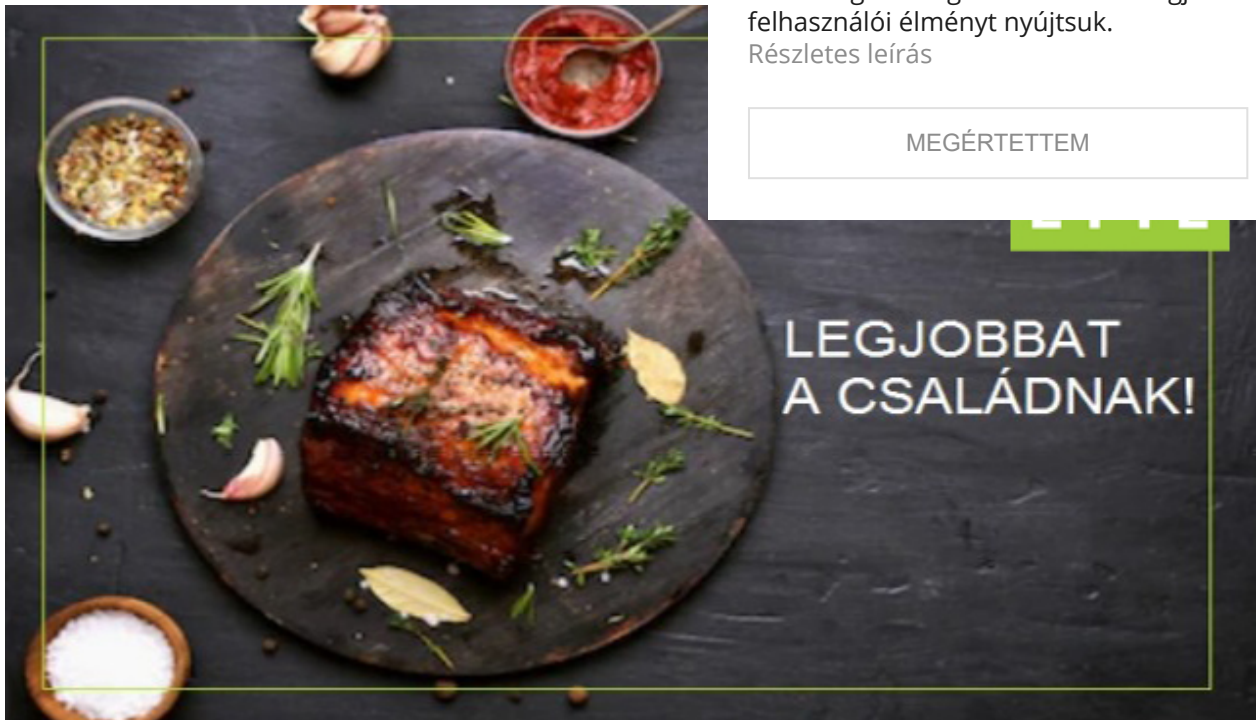 felhasználói élményt nyújtsuk.
Részletes leírás
MEGÉRTETTEM
LEGJOBBAT
A CSALÁDNAK!